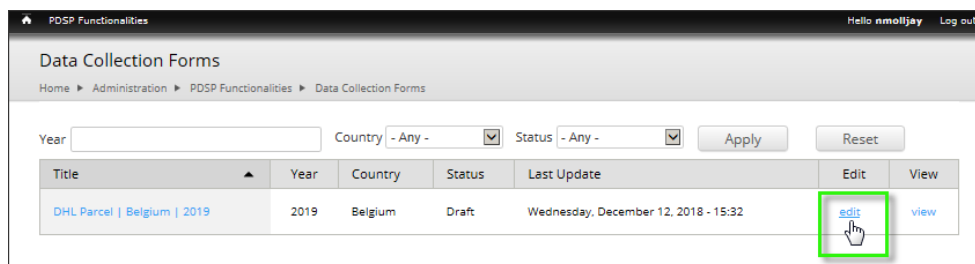 PDSP Functionalities Hello nmolljay Log out
Data Collection Forms
Home ▶ Administration ▶ PDSP Functionalities ▶ Data Collection Forms
Year Country - Any - Status - Any - Apply Reset
Title Year Country Status Last Update Edit View
DHL Parcel | Belgium | 2019 2019 Belgium Draft Wednesday, December 12, 2018 - 15:32 edit view